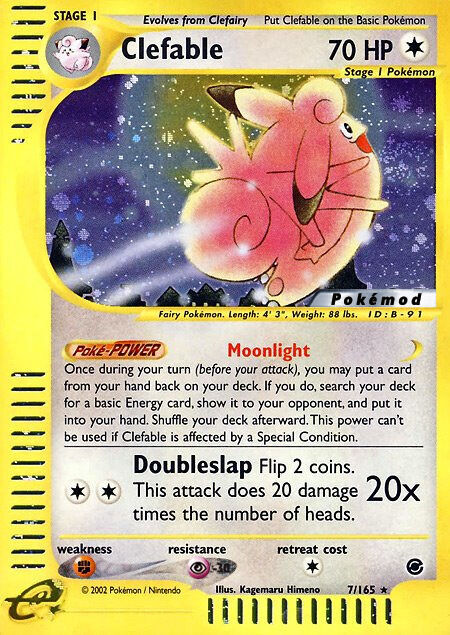 STAGE 1
Evolves from Clefairy
Put Clefable on the Basic Pokémon
Clefable
70 HP
Stage 1 Pokémon
Pokémod
Fairy Pokémon. Length: 4' 3", Weight: 88 lbs. ID:B-91
Poké-POWER
Moonlight
Once during your turn (before your attack), you may put a card
from your hand back on your deck. If you do, search your deck
for a basic Energy card, show it to your opponent, and put it
into your hand. Shuffle your deck afterward. This power can't
be used if Clefable is affected by a Special Condition.
Doubleslap Flip 2 coins.
This attack does 20 damage
times the number of heads.
20x
weakness
resistance
retreat cost
-30
© 2002 Pokémon / Nintendo
Illus. Kagemaru Himeno
7/165 ★
e